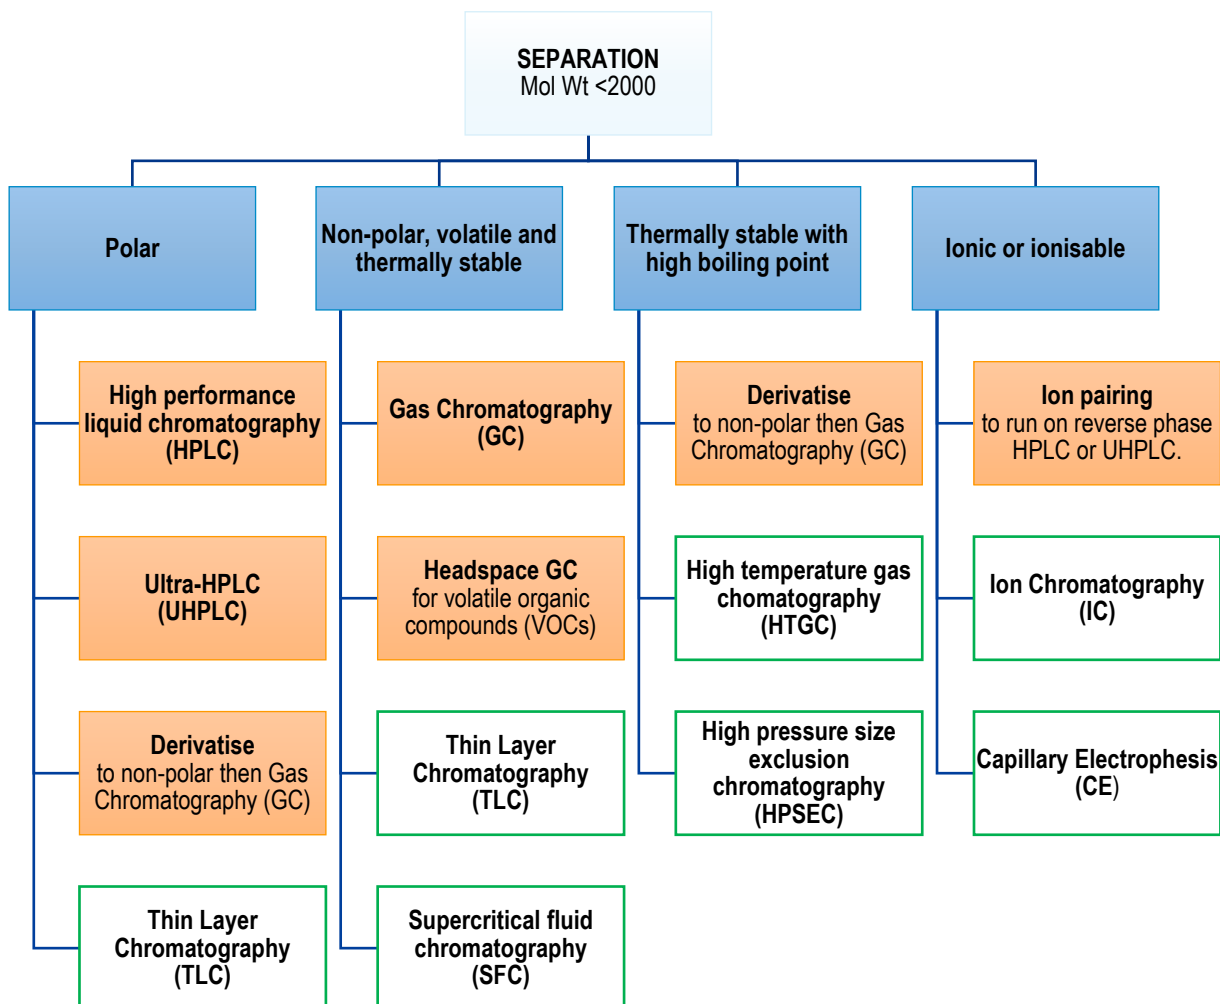 SEPARATION
Mol Wt <2000
Polar
Non-polar, volatile and
thermally stable
Thermally stable with
high boiling point
Ionic or ionisable
High performance
liquid chromatography
(HPLC)
Gas Chromatography
(GC)
Derivatise
to non-polar then Gas
Chromatography (GC)
Ion pairing
to run on reverse phase
HPLC or UHPLC.
Ultra-HPLC
(UHPLC)
Headspace GC
for volatile organic
compounds (VOCs)
High temperature gas
chomatography
(HTGC)
Ion Chromatography
(IC)
Derivatise
to non-polar then Gas
Chromatography (GC)
Thin Layer
Chromatography
(TLC)
High pressure size
exclusion
chromatography
(HPSEC)
Capillary Electrophesis
(CE)
Thin Layer
Chromatography
(TLC)
Supercritical fluid
chromatography
(SFC)